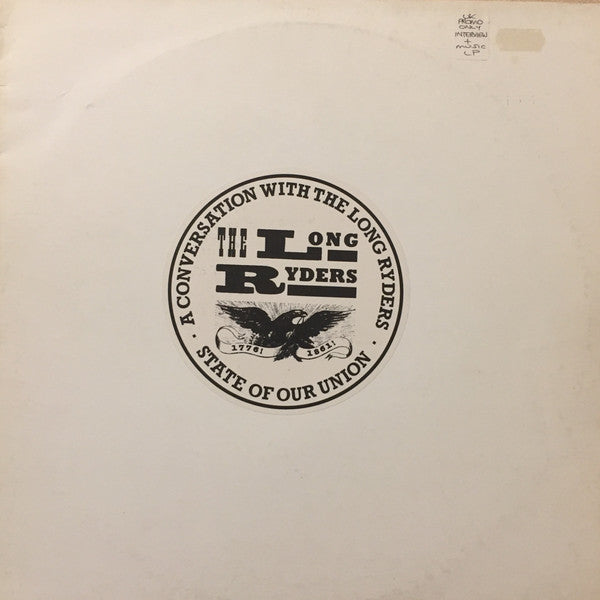 UK
PROMO
ONLY
INTERVIEW
+
music
LP
A CONVERSATION WITH THE LONG RYDERS
THE LONG
RYDERS
1776! 1861!
· STATE OF OUR UNION ·